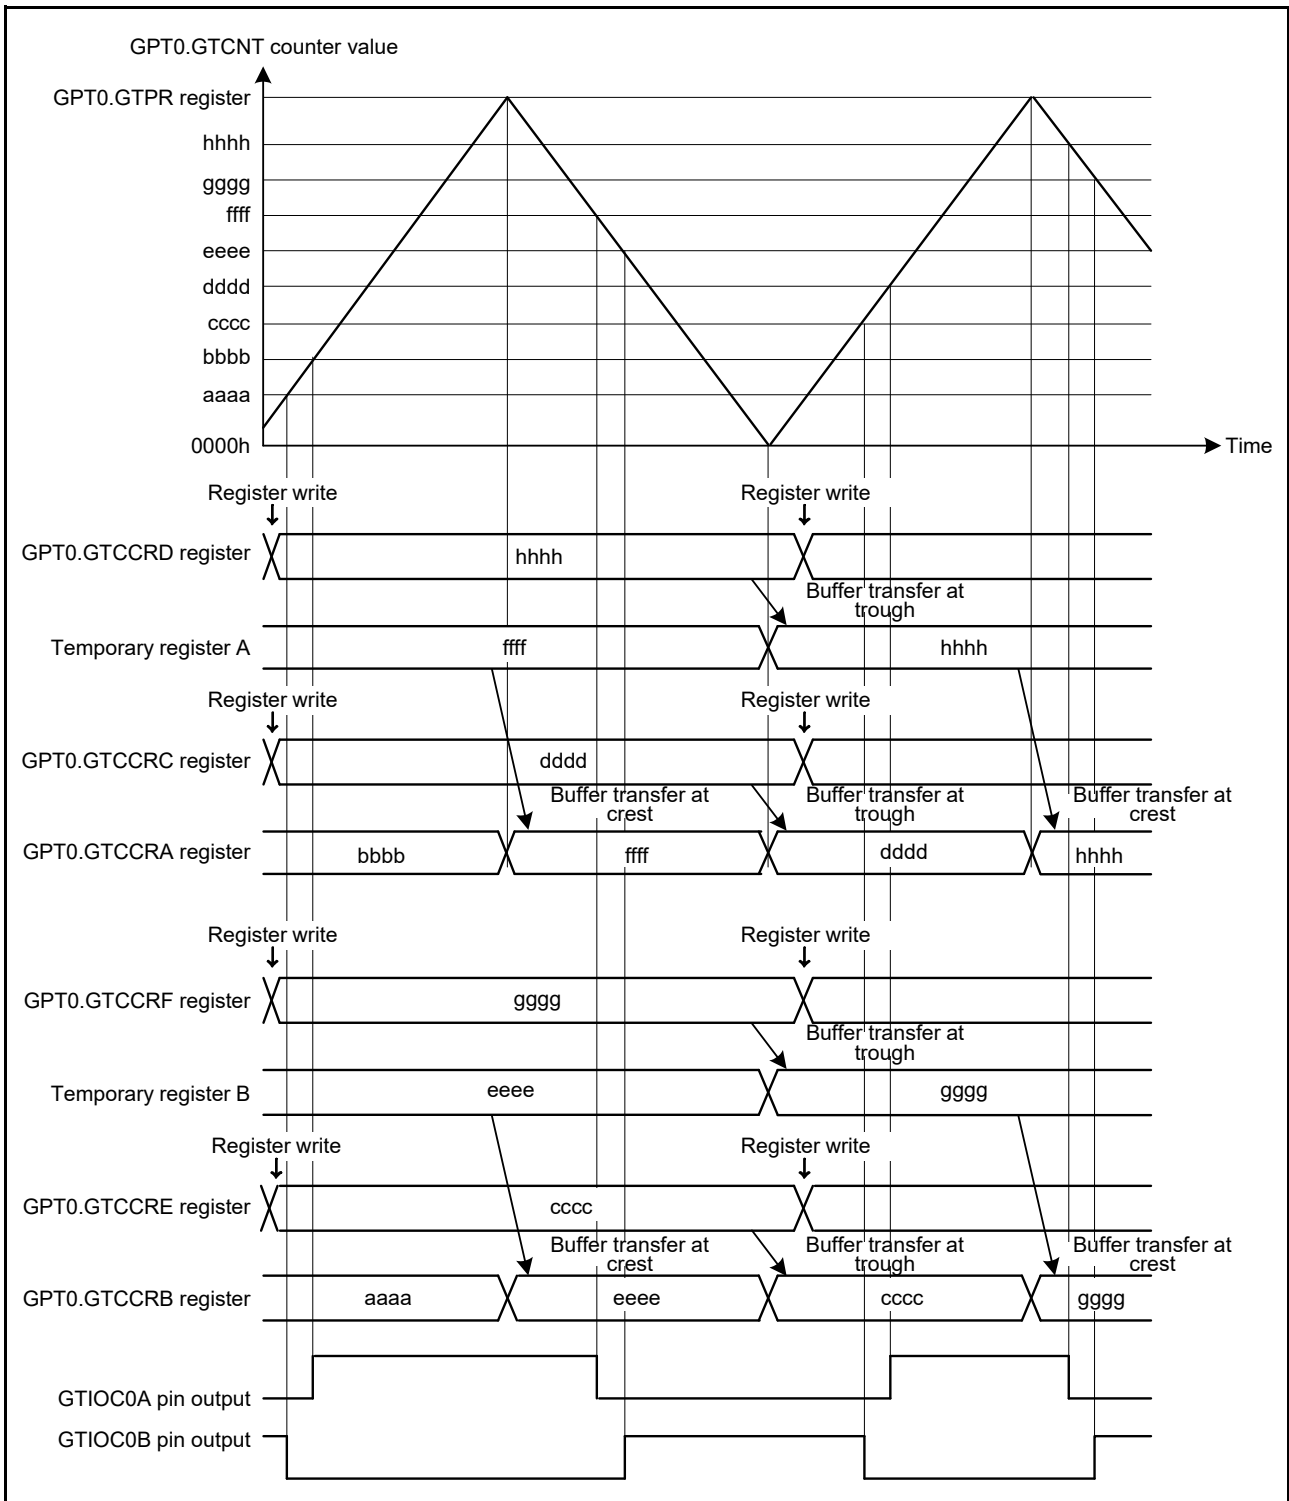 GPT0.GTCNT counter value
GPT0.GTPR register
hhhh
gggg
ffff
eeee
dddd
cccc
bbbb
aaaa
0000h
Time
Register write Register write
GPT0.GTCCRD register hhhh
Buffer transfer at
trough
Temporary register A ffff hhhh
Register write Register write
GPT0.GTCCRC register dddd
Buffer transfer at Buffer transfer at Buffer transfer at
crest trough crest
GPT0.GTCCRA register bbbb ffff dddd hhhh
Register write Register write
GPT0.GTCCRF register gggg
Buffer transfer at
trough
Temporary register B eeee gggg
Register write Register write
GPT0.GTCCRE register cccc
Buffer transfer at Buffer transfer at Buffer transfer at
crest trough crest
GPT0.GTCCRB register aaaa eeee cccc gggg
GTIOC0A pin output
GTIOC0B pin output